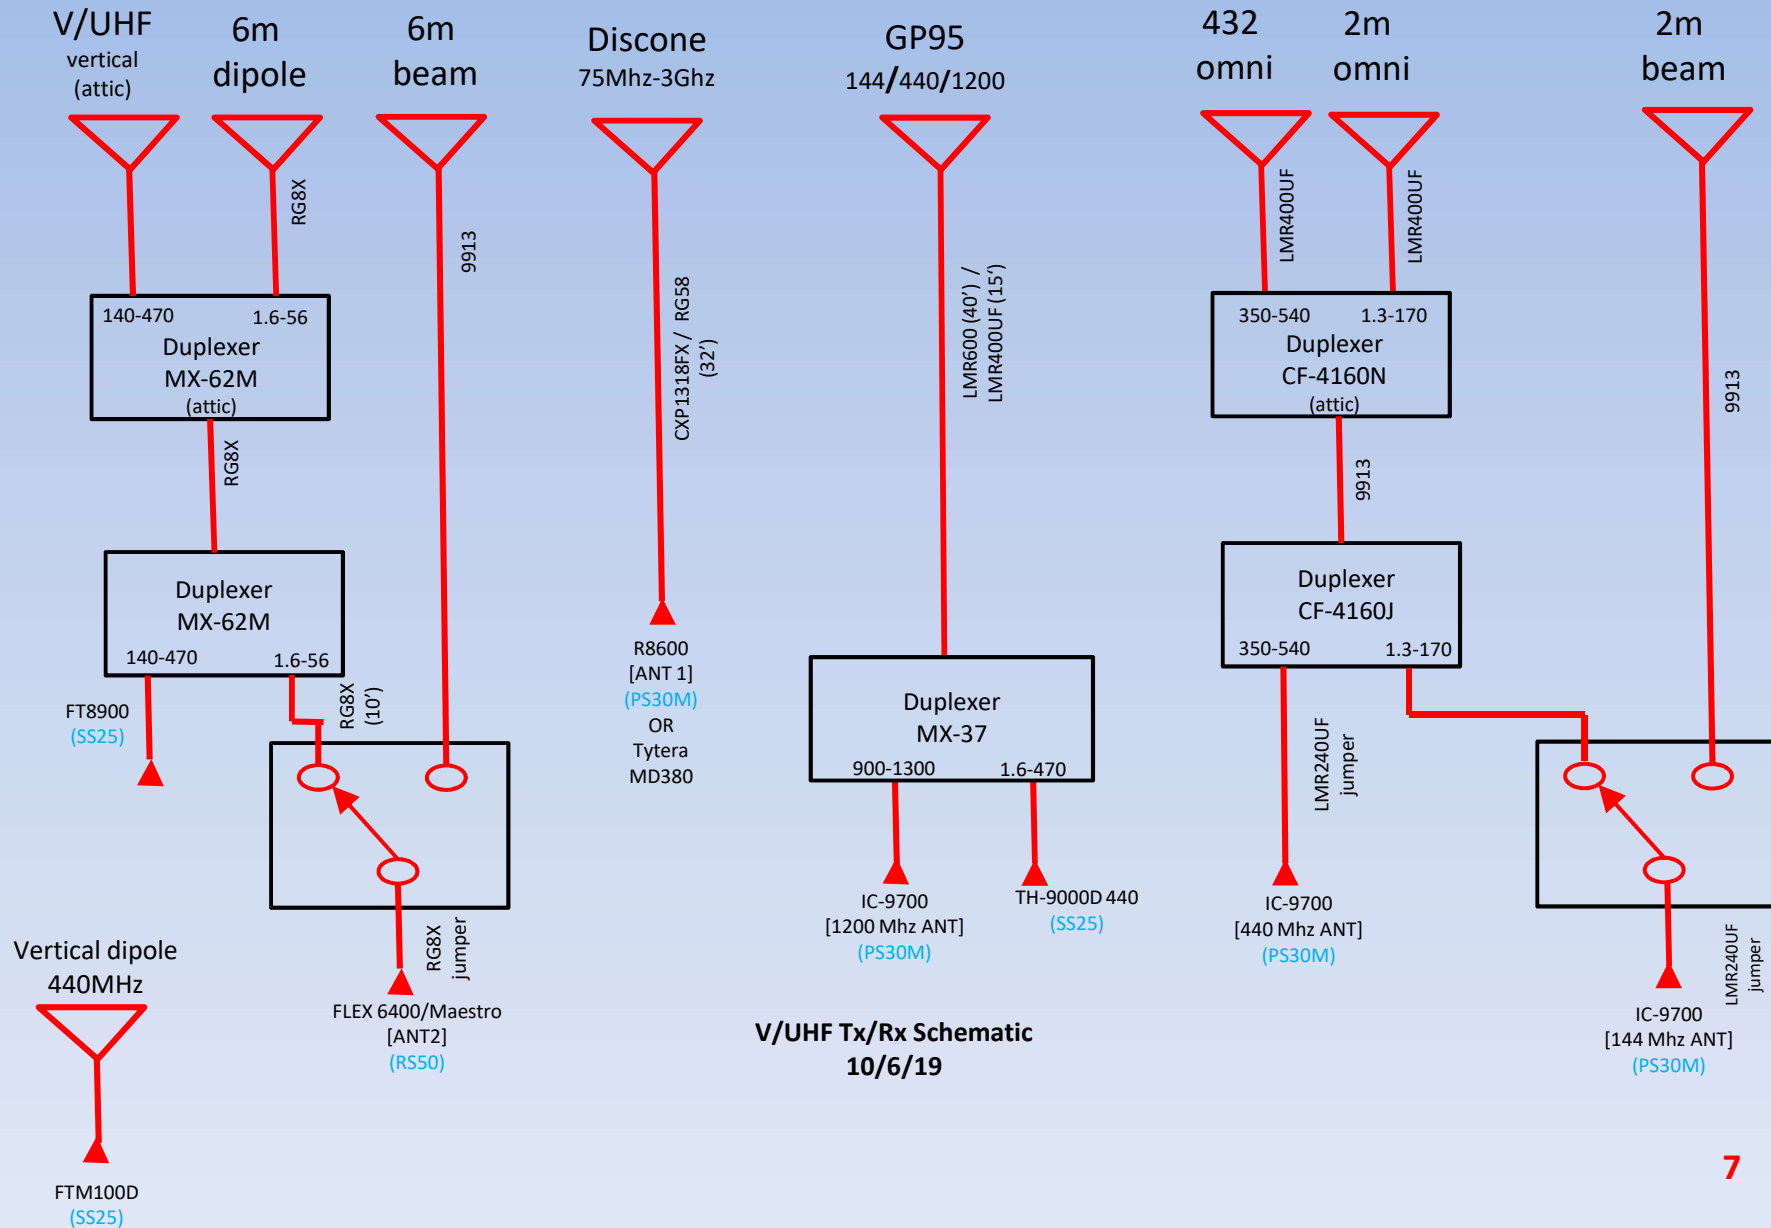 V/UHF
vertical
(attic)
6m
dipole
6m
beam
Discone
75Mhz-3Ghz
GP95
144/440/1200
432
omni
2m
omni
2m
beam
RG8X
9913
CXP1318FX / RG58
(32')
LMR600 (40') /
LMR400UF (15')
LMR400UF
LMR400UF
9913
140-470
1.6-56
Duplexer
MX-62M
(attic)
RG8X
Duplexer
MX-62M
140-470
1.6-56
RG8X
(10')
FT8900
(SS25)
RG8X
jumper
FLEX 6400/Maestro
[ANT2]
(RS50)
R8600
[ANT 1]
(PS30M)
OR
Tytera
MD380
Duplexer
MX-37
900-1300
1.6-470
IC-9700
[1200 Mhz ANT]
(PS30M)
TH-9000D 440
(SS25)
350-540
1.3-170
Duplexer
CF-4160N
(attic)
9913
Duplexer
CF-4160J
350-540
1.3-170
LMR240UF
jumper
IC-9700
[440 Mhz ANT]
(PS30M)
LMR240UF
jumper
IC-9700
[144 Mhz ANT]
(PS30M)
Vertical dipole
440MHz
FTM100D
(SS25)
V/UHF Tx/Rx Schematic
10/6/19
7